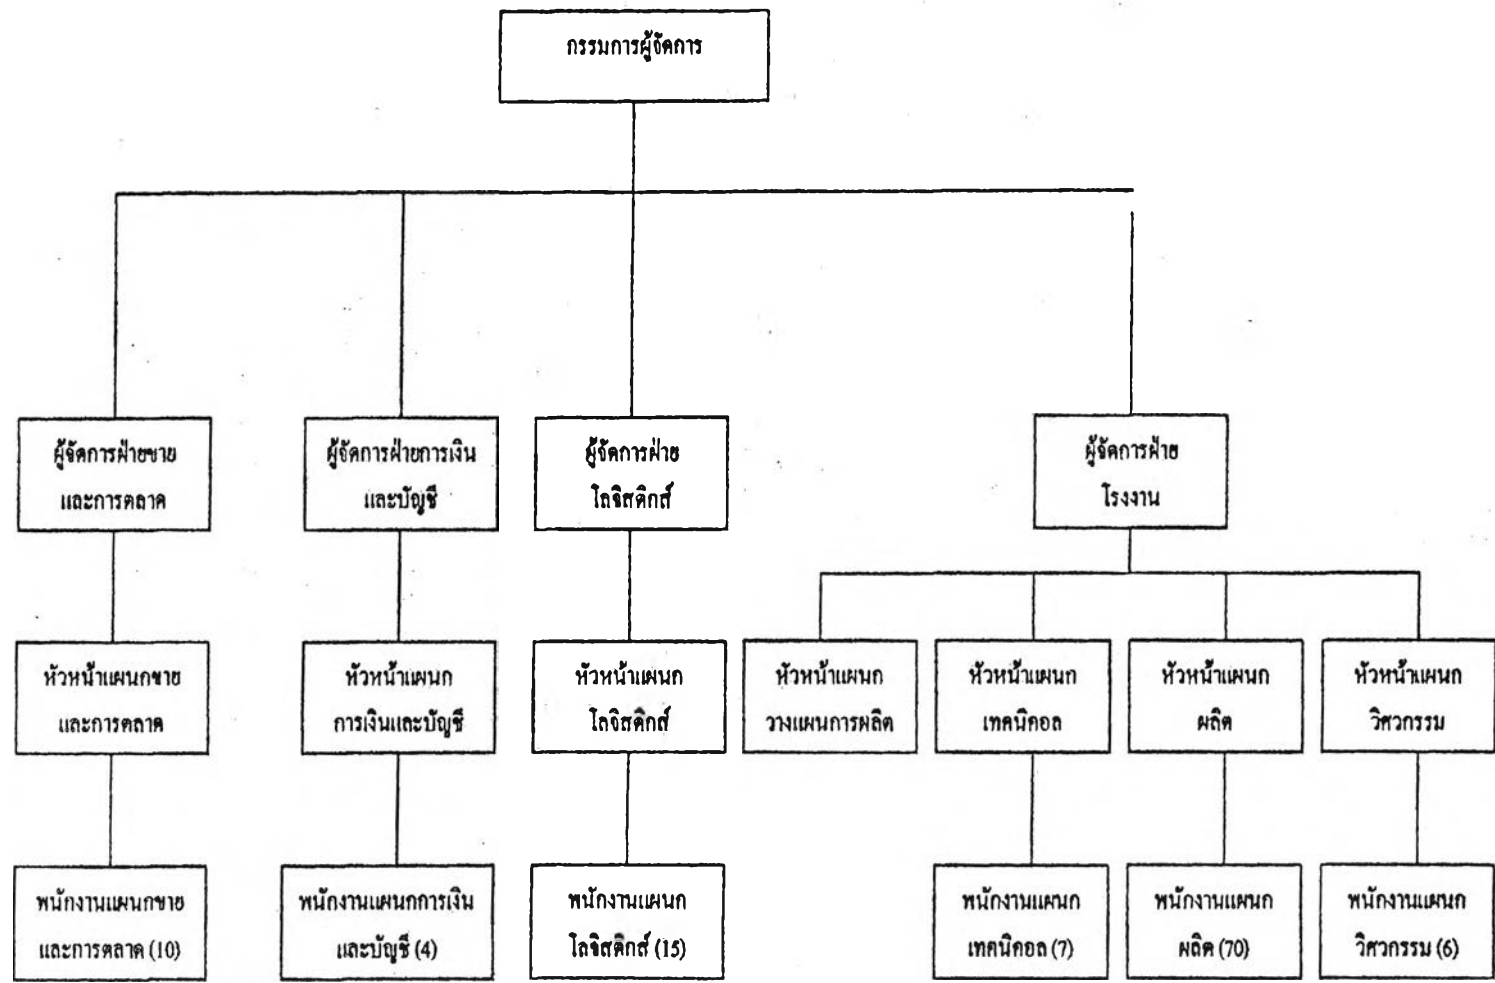 กรรมการผู้จัดการ
ผู้จัดการฝ่ายขาย
และการตลาด
ผู้จัดการฝ่ายการเงิน
และบัญชี
ผู้จัดการฝ่าย
โลจิสติกส์
ผู้จัดการฝ่าย
โรงงาน
หัวหน้าแผนกขาย
และการตลาด
หัวหน้าแผนก
การเงินและบัญชี
หัวหน้าแผนก
โลจิสติกส์
หัวหน้าแผนก
วางแผนการผลิต
หัวหน้าแผนก
เทคนิคอล
หัวหน้าแผนก
ผลิต
หัวหน้าแผนก
วิศวกรรม
พนักงานแผนกขาย
และการตลาด (10)
พนักงานแผนกการเงิน
และบัญชี (4)
พนักงานแผนก
โลจิสติกส์ (15)
พนักงานแผนก
เทคนิคอล (7)
พนักงานแผนก
ผลิต (70)
พนักงานแผนก
วิศวกรรม (6)